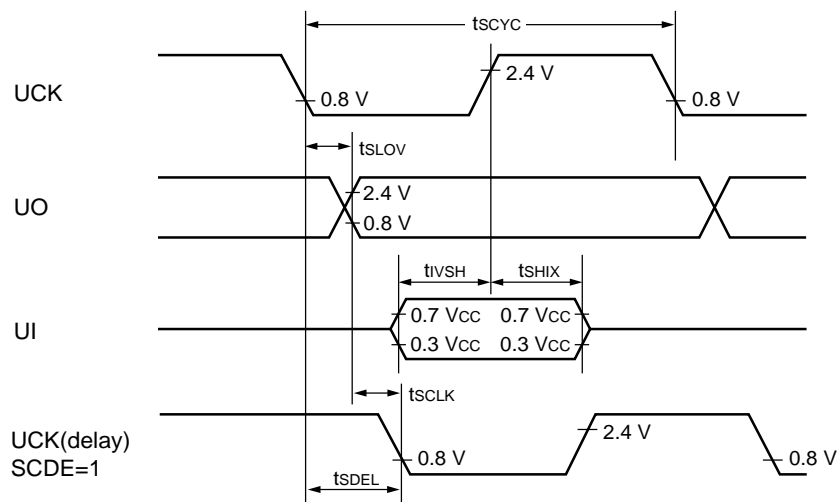 tSCYC
UCK
2.4 V
0.8 V
0.8 V
tSLOV
UO
2.4 V
0.8 V
tIVSH
tSHIX
UI
0.7 VCC
0.7 VCC
0.3 VCC
0.3 VCC
tSCLK
UCK(delay)
SCDE=1
2.4 V
0.8 V
0.8 V
tSDEL